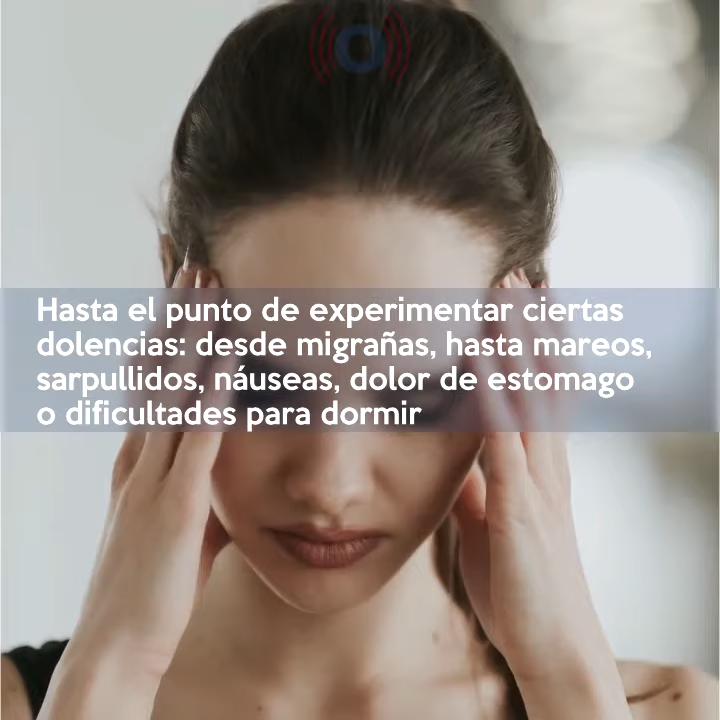 Hasta el punto de experimentar ciertas
dolencias: desde migrañas, hasta mareos,
sarpullidos, náuseas, dolor de estomago
o dificultades para dormir